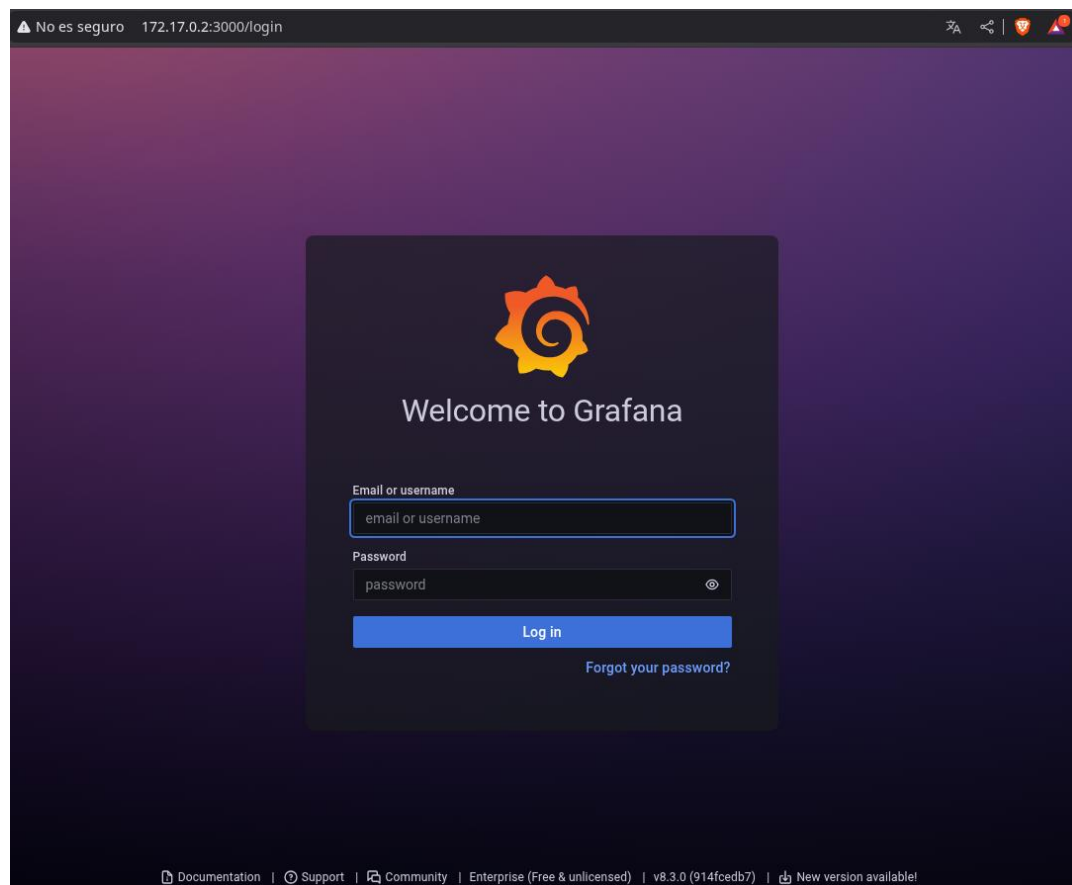 No es seguro 172.17.0.2:3000/login
Welcome to Grafana
Email or username
email or username
Password
password
Log in
Forgot your password?
Documentation | Support | Community | Enterprise (Free & unlicensed) | v8.3.0 (914fcedb7) | New version available!